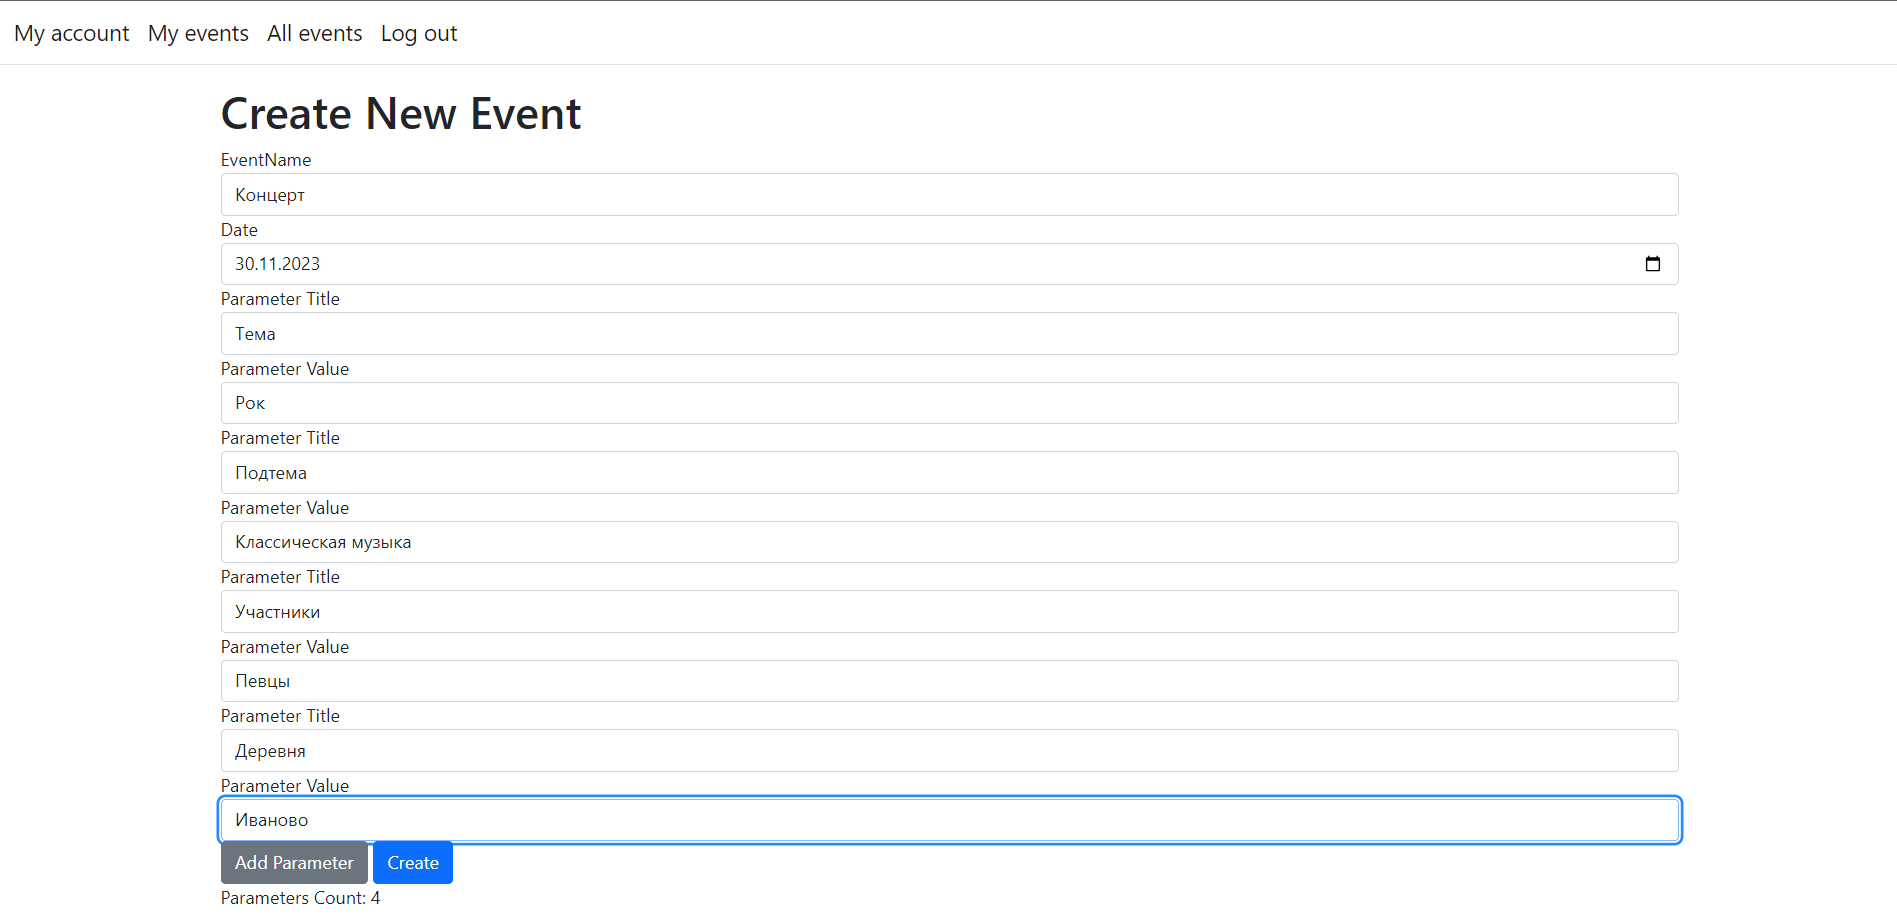 My account My events All events Log out
Create New Event
EventName
Концерт
Date
30.11.2023
Parameter Title
Тема
Parameter Value
Рок
Parameter Title
Подтема
Parameter Value
Классическая музыка
Parameter Title
Участники
Parameter Value
Певцы
Parameter Title
Деревня
Parameter Value
Иваново
Add Parameter Create
Parameters Count: 4